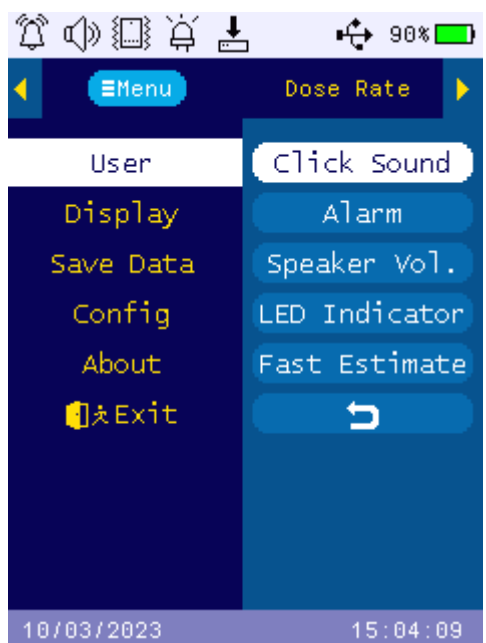 90%
Menu
Dose Rate
User
Click Sound
Display
Alarm
Save Data
Speaker Vol.
Config
LED Indicator
About
Fast Estimate
Exit
10/03/2023
15:04:09